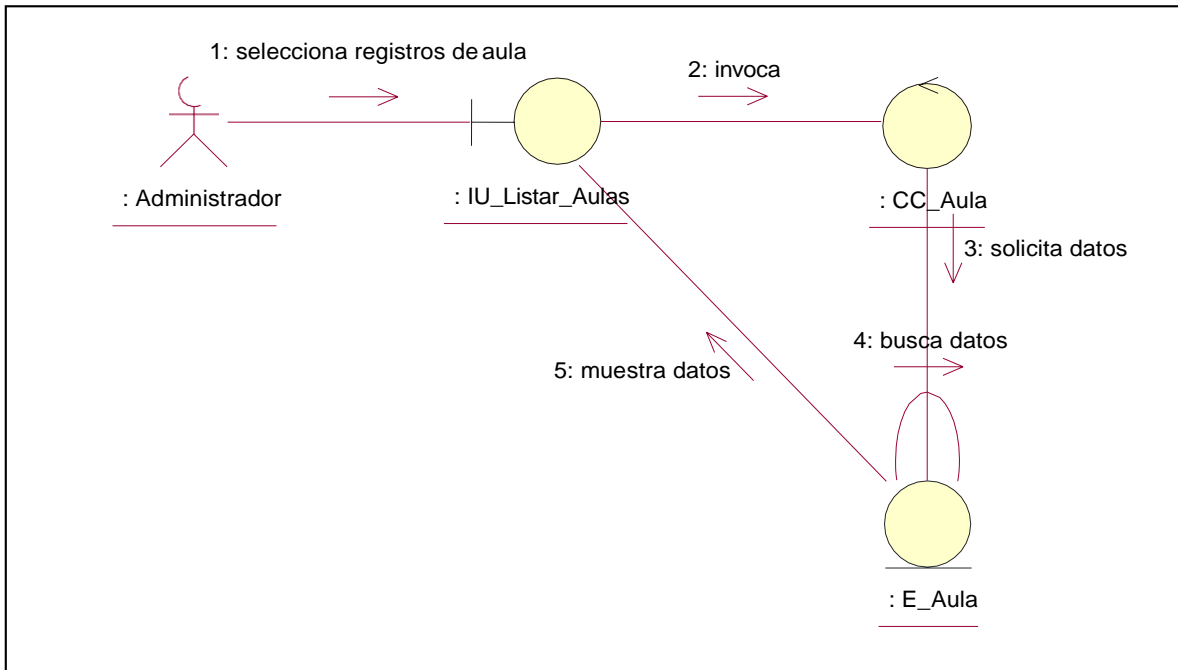 1: selecciona registros de aula
2: invoca
: Administrador
: IU_Listar_Aulas
: CC_Aula
3: solicita datos
4: busca datos
5: muestra datos
: E_Aula